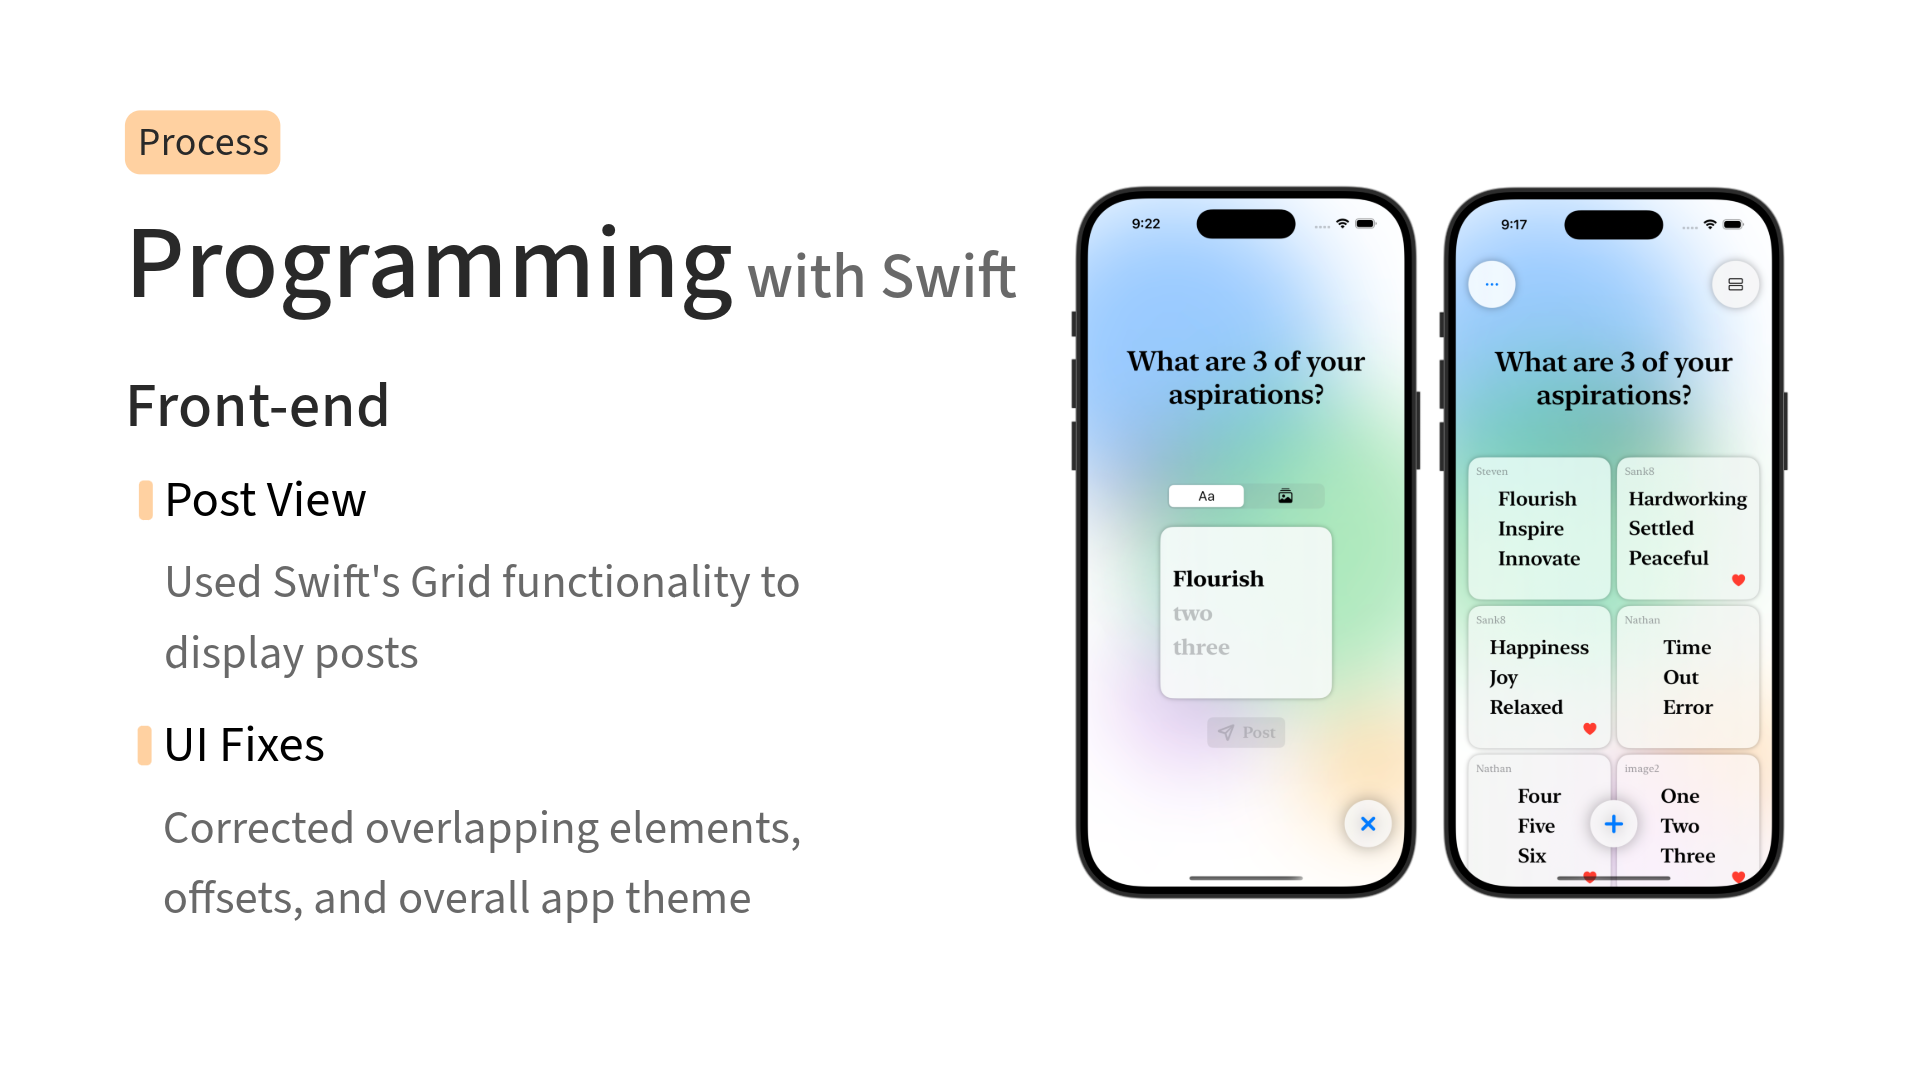 Process
Programming with Swift
Front-end
Post View
Used Swift's Grid functionality to
display posts
UI Fixes
Corrected overlapping elements,
offsets, and overall app theme
9:22
What are 3 of your
aspirations?
Aa
Flourish
two
three
Post
9:17
What are 3 of your
aspirations?
Steven
Flourish
Inspire
Innovate
Sank8
Hardworking
Settled
Peaceful
Sank8
Happiness
Joy
Relaxed
Nathan
Time
Out
Error
Nathan
Four
Five
Six
image2
One
Two
Three